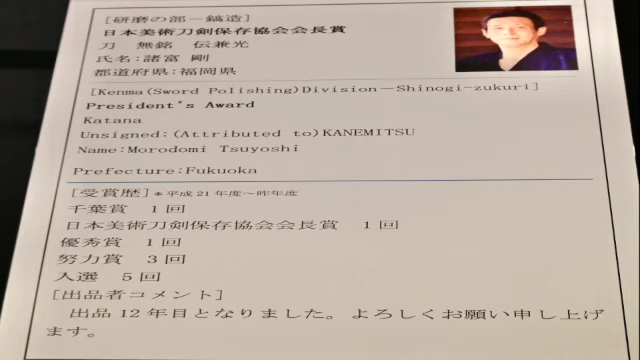 [研磨の部－鎬造]
日本美術刀剣保存協会会長賞
刀　無銘　伝兼光
氏名:諸富 剛
都道府県:福岡県
[Kenma(Sword Polishing)Division－Shinogi-zukuri]
President's Award
Katana
Unsigned:(Attributed to)KANEMITSU
Name:Morodomi Tsuyoshi
Prefecture:Fukuoka
[受賞歴]＊平成21年度～昨年度
千葉賞　1回
日本美術刀剣保存協会会長賞　1回
優秀賞　1回
努力賞　3回
入選　5回
[出品者コメント]
出品12年目となりました。よろしくお願い申し上げ
ます。